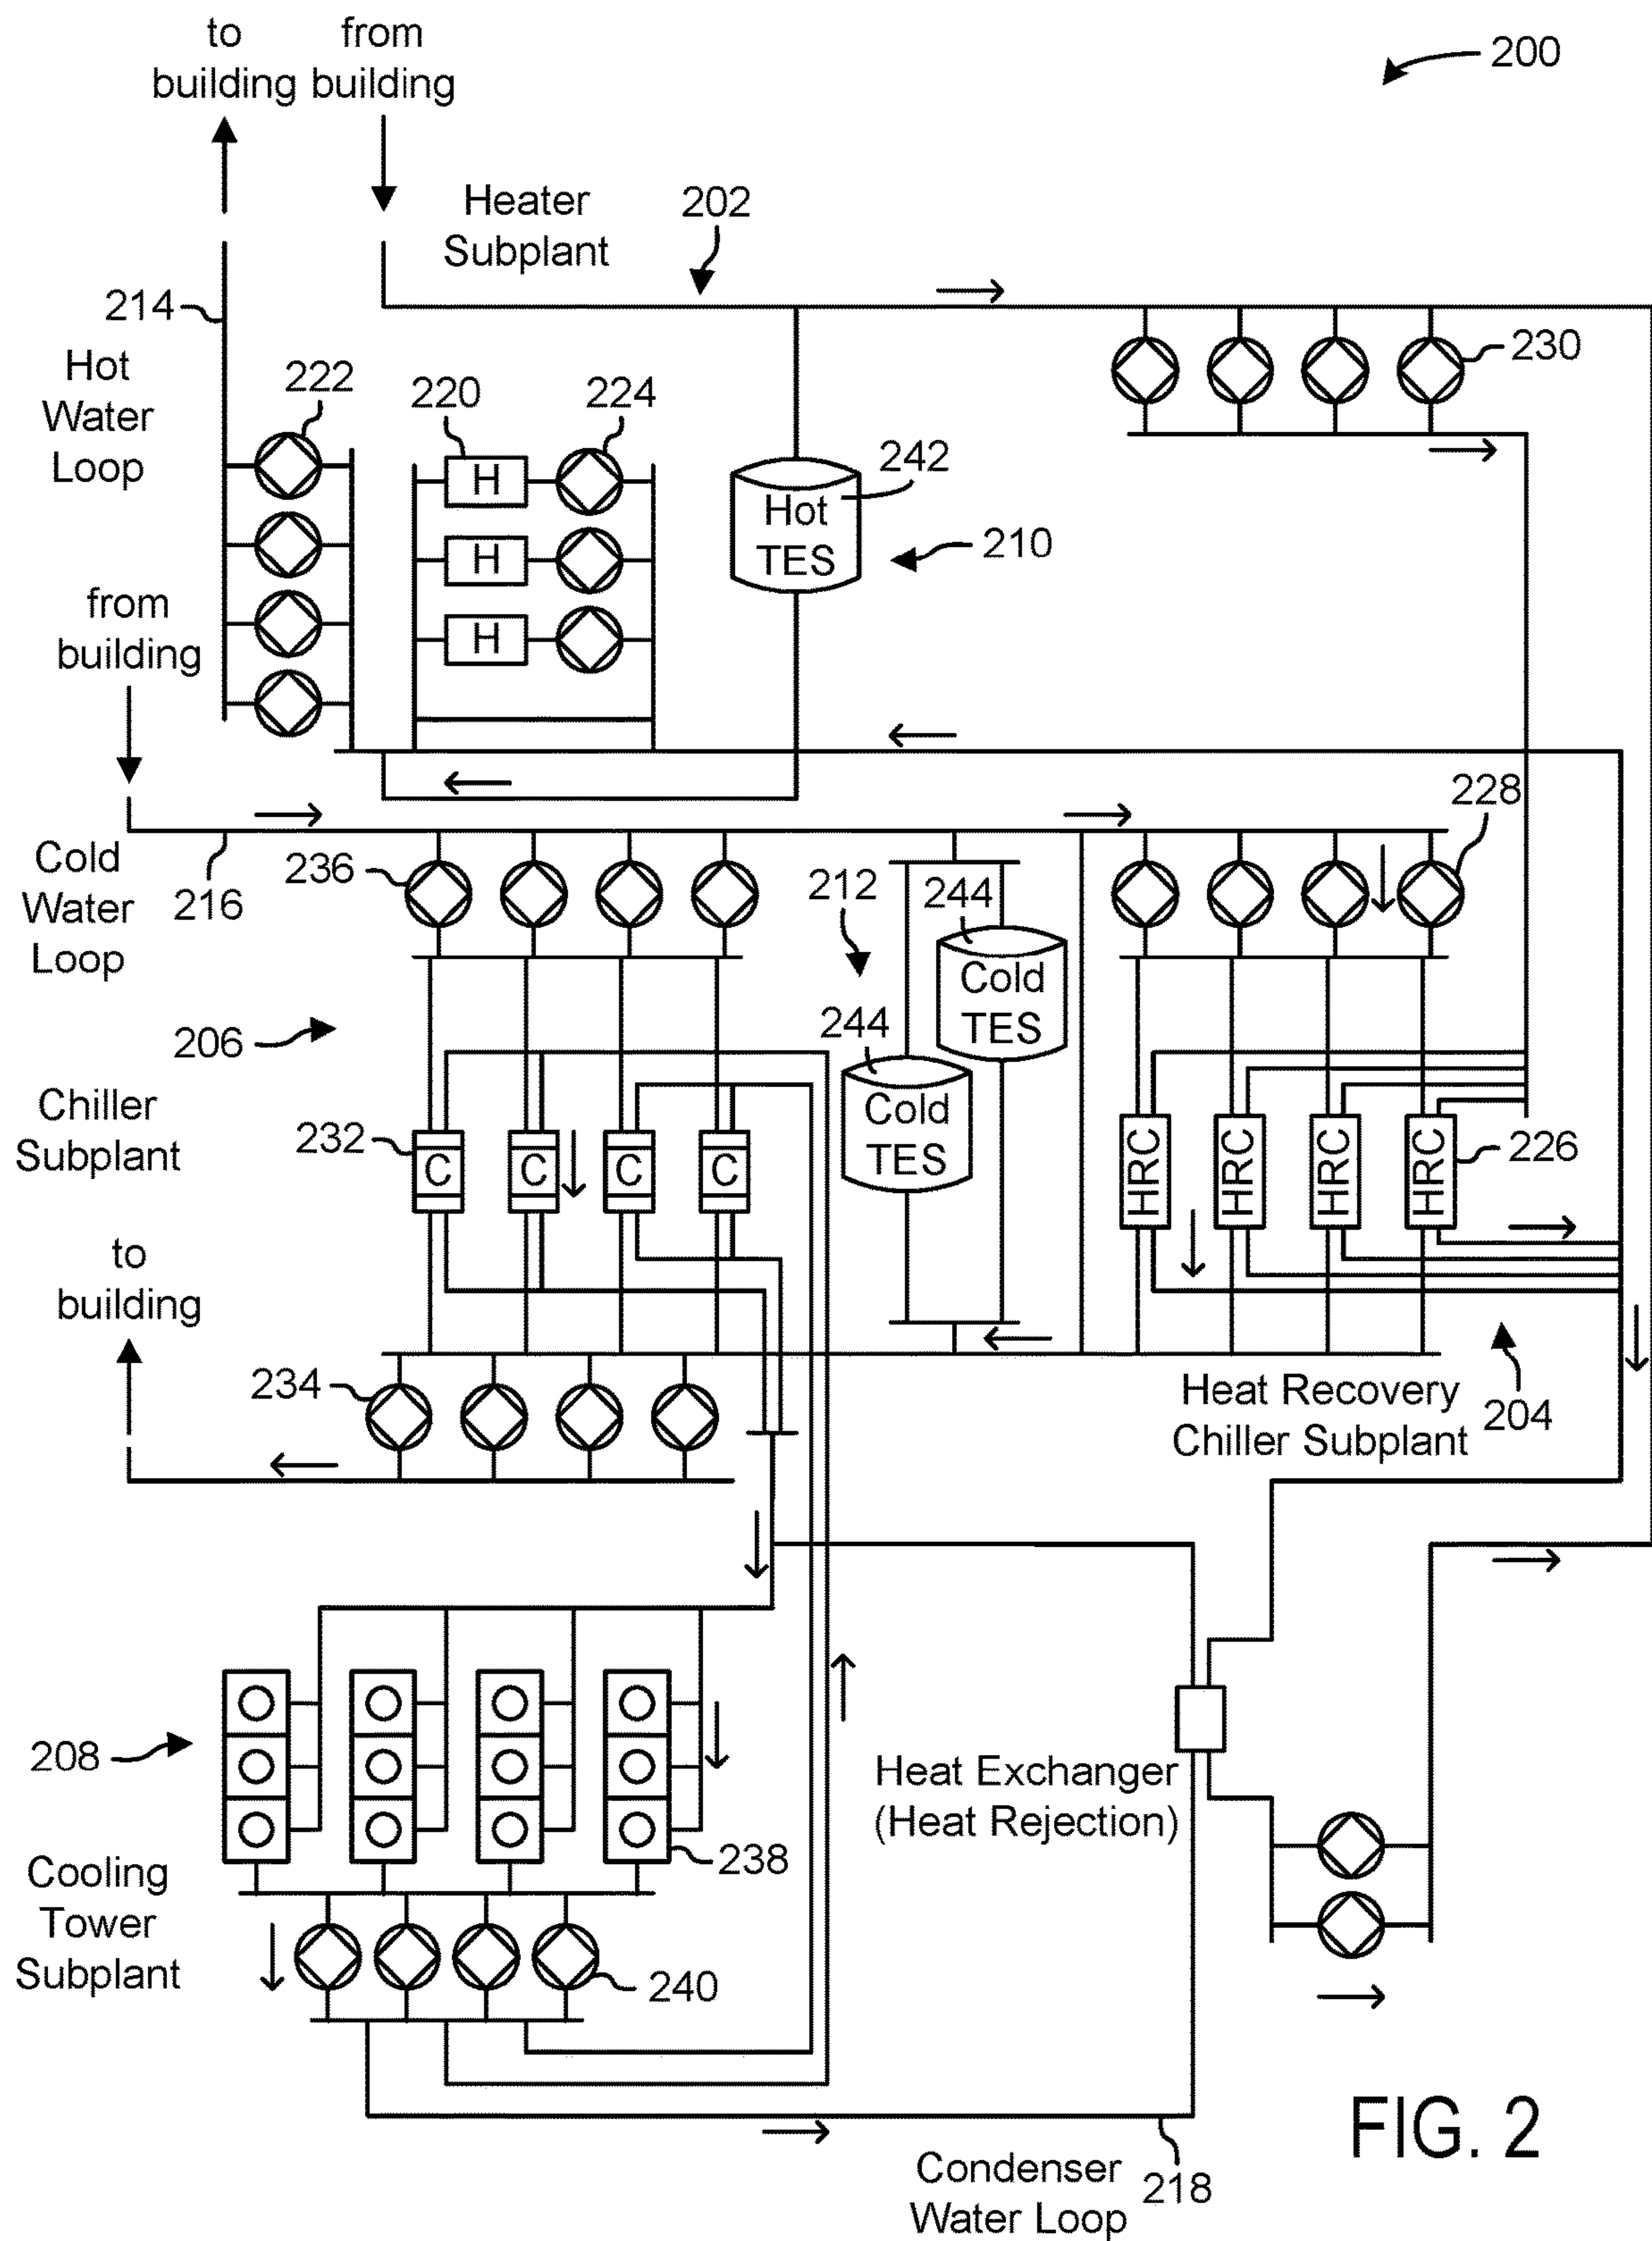 to
building
from
building
200
Heater
Subplant
202
214
Hot
Water
Loop
222
220
224
230
H
H
H
242
Hot
TES
210
from
building
228
Cold
Water
Loop
216
236
212
244
Cold
TES
244
Cold
TES
206
Chiller
Subplant
232
C
C
C
C
HRC
HRC
HRC
HRC
226
to
building
234
Heat Recovery
Chiller Subplant
204
208
238
Heat Exchanger
(Heat Rejection)
Cooling
Tower
Subplant
240
Condenser
Water Loop
218
FIG. 2